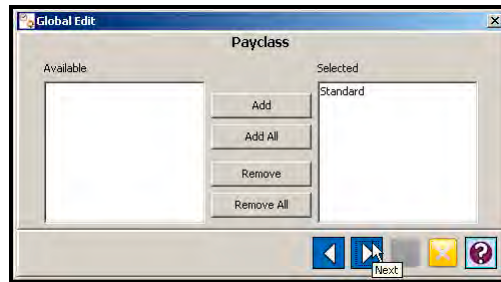 Global Edit
Payclass
Available
Selected
Standard
Add
Add All
Remove
Remove All
Next